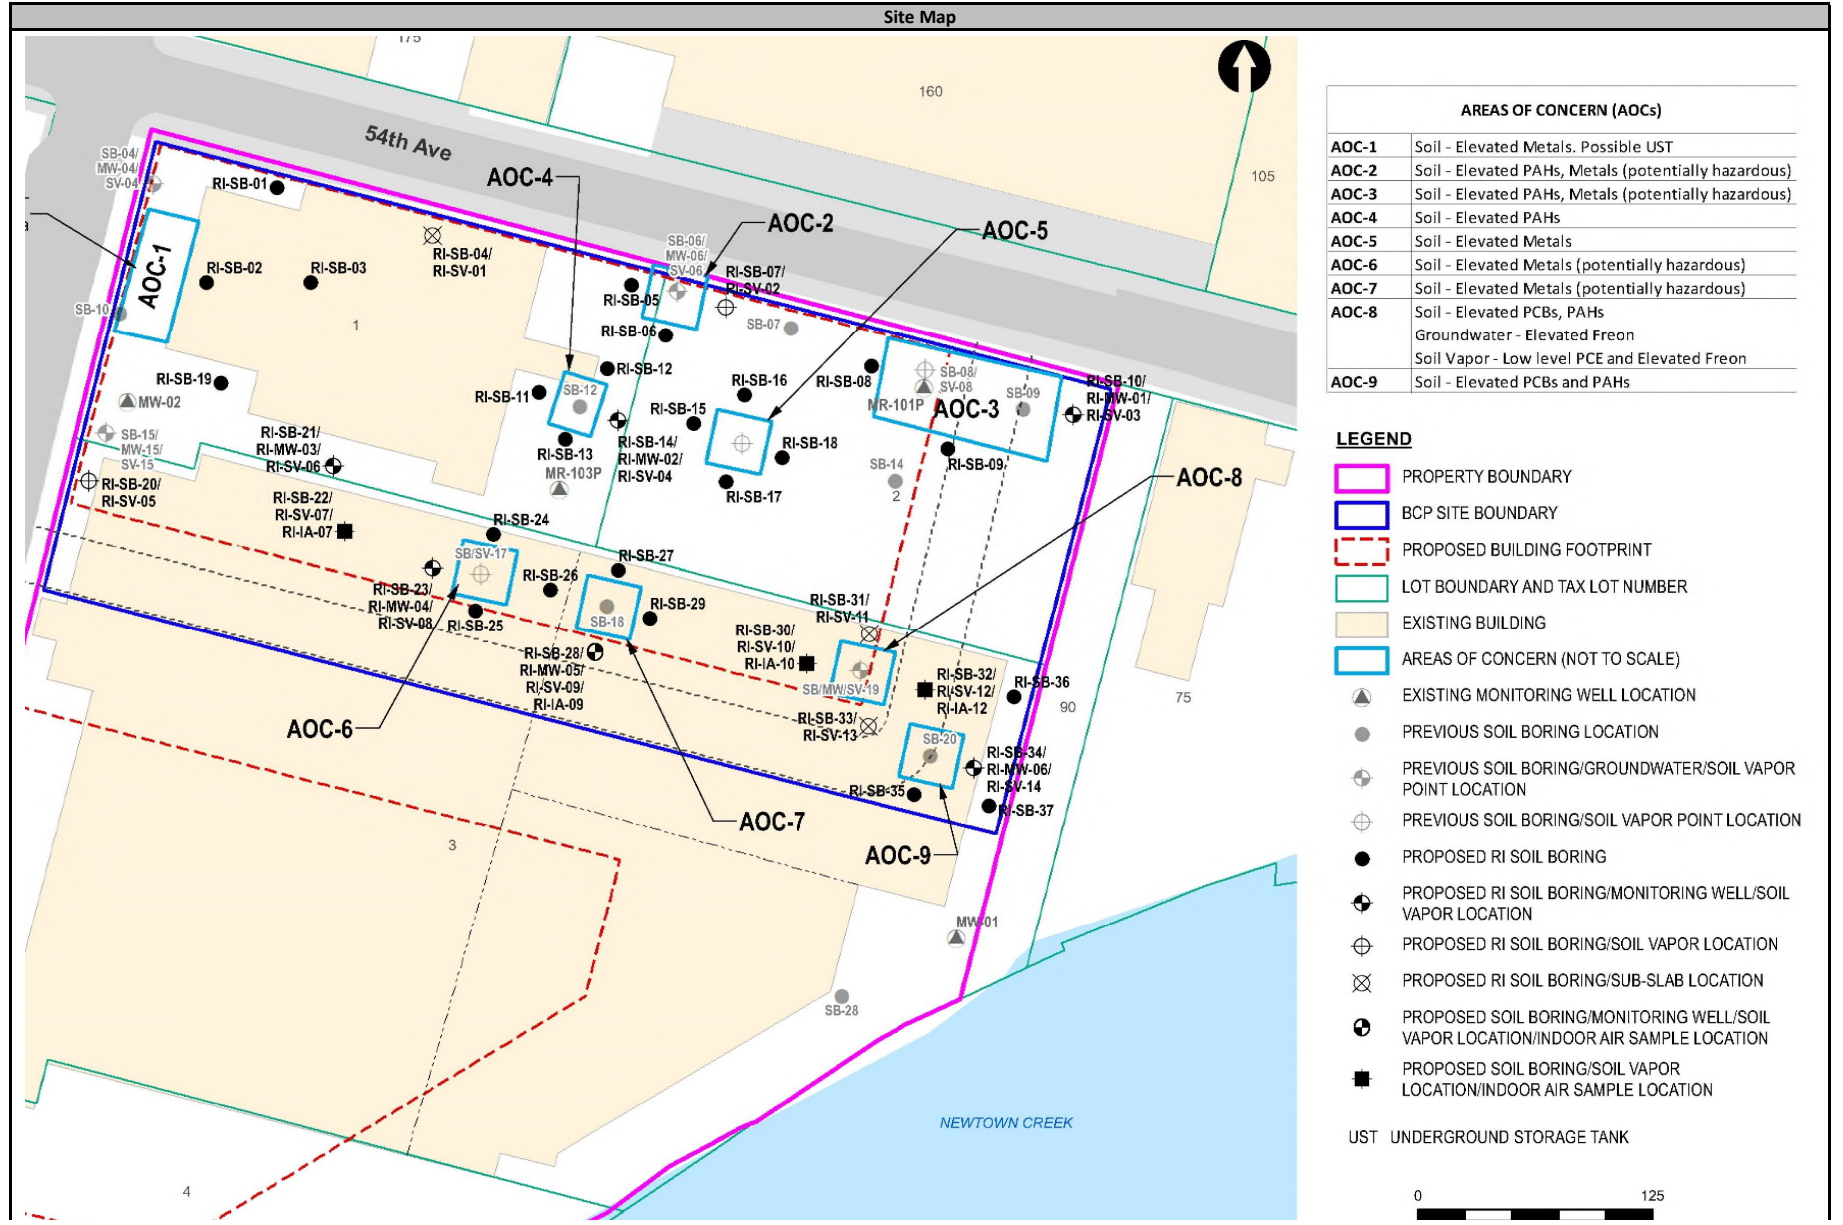 Site Map
175
160
105
54th Ave
SB-04/
MW-04/
SV-04
RI-SB-01
AOC-4
AOC-2
AOC-5
SB-06/
MW-06/
SV-06
RI-SB-04/
RI-SV-01
RI-SB-07/
RI-SV-02
a
AOC-1
RI-SB-02
RI-SB-03
RI-SB-05
SB-10
1
RI-SB-06
SB-07
RI-SB-12
RI-SB-16
RI-SB-08
SB-08/
SV-08
RI-SB-10/
RI-MW-01/
RI-SV-03
RI-SB-19
RI-SB-11
SB-12
MR-101P
AOC-3
SB-09
MW-02
RI-SB-15
SB-15/
MW-15/
SV-15
RI-SB-21/
RI-MW-03/
RI-SV-06
RI-SB-13
RI-SB-14/
RI-MW-02/
RI-SV-04
RI-SB-18
RI-SB-09
SB-14
2
MR-103P
RI-SB-17
AOC-8
RI-SB-20/
RI-SV-05
RI-SB-22/
RI-SV-07/
RI-IA-07
RI-SB-24
SB/SV-17
RI-SB-27
RI-SB-26
RI-SB-23/
RI-MW-04/
RI-SV-08
RI-SB-25
SB-18
RI-SB-29
RI-SB-31/
RI-SV-11
RI-SB-30/
RI-SV-10/
RI-IA-10
RI-SB-28/
RI-MW-05/
RI-SV-09/
RI-IA-09
SB/MW/SV-19
RI-SB-32/
RI-SV-12/
RI-IA-12
RI-SB-36
90
75
AOC-6
RI-SB-33/
RI-SV-13
SB-20
RI-SB-34/
RI-MW-06/
RI-SV-14
RI-SB-35
RI-SB-37
AOC-7
AOC-9
3
MW-01
SB-28
NEWTOWN CREEK
4
AREAS OF CONCERN (AOCs)
AOC-1 Soil - Elevated Metals. Possible UST
AOC-2 Soil - Elevated PAHs, Metals (potentially hazardous)
AOC-3 Soil - Elevated PAHs, Metals (potentially hazardous)
AOC-4 Soil - Elevated PAHs
AOC-5 Soil - Elevated Metals
AOC-6 Soil - Elevated Metals (potentially hazardous)
AOC-7 Soil - Elevated Metals (potentially hazardous)
AOC-8 Soil - Elevated PCBs, PAHs
Groundwater - Elevated Freon
Soil Vapor - Low level PCE and Elevated Freon
AOC-9 Soil - Elevated PCBs and PAHs
LEGEND
PROPERTY BOUNDARY
BCP SITE BOUNDARY
PROPOSED BUILDING FOOTPRINT
LOT BOUNDARY AND TAX LOT NUMBER
EXISTING BUILDING
AREAS OF CONCERN (NOT TO SCALE)
EXISTING MONITORING WELL LOCATION
PREVIOUS SOIL BORING LOCATION
PREVIOUS SOIL BORING/GROUNDWATER/SOIL VAPOR
POINT LOCATION
PREVIOUS SOIL BORING/SOIL VAPOR POINT LOCATION
PROPOSED RI SOIL BORING
PROPOSED RI SOIL BORING/MONITORING WELL/SOIL
VAPOR LOCATION
PROPOSED RI SOIL BORING/SOIL VAPOR LOCATION
PROPOSED RI SOIL BORING/SUB-SLAB LOCATION
PROPOSED SOIL BORING/MONITORING WELL/SOIL
VAPOR LOCATION/INDOOR AIR SAMPLE LOCATION
PROPOSED SOIL BORING/SOIL VAPOR
LOCATION/INDOOR AIR SAMPLE LOCATION
UST UNDERGROUND STORAGE TANK
0 125